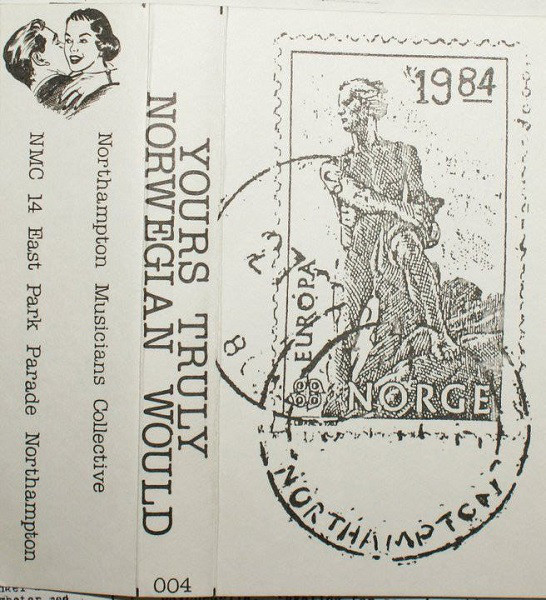 Northampton Musicians Collective
NMC 14 East Park Parade Northampton
YOURS TRULY
NORWEGIAN WOULD
004
1984
EUROPA
NORGE
NORTHAMPTON